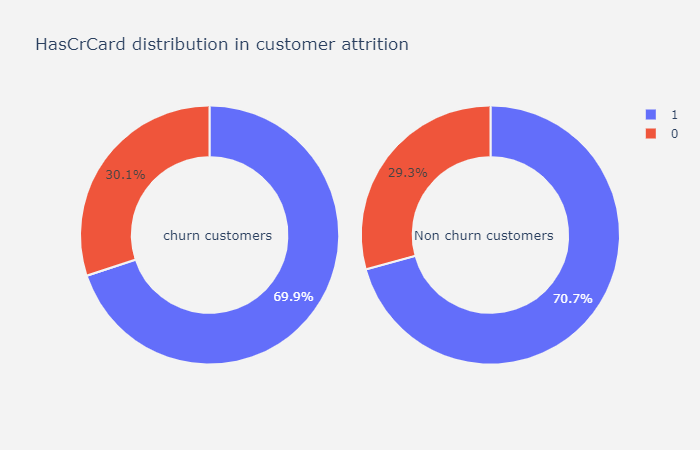 HasCrCard distribution in customer attrition
1
0
30.1%
churn customers
69.9%
29.3%
Non churn customers
70.7%